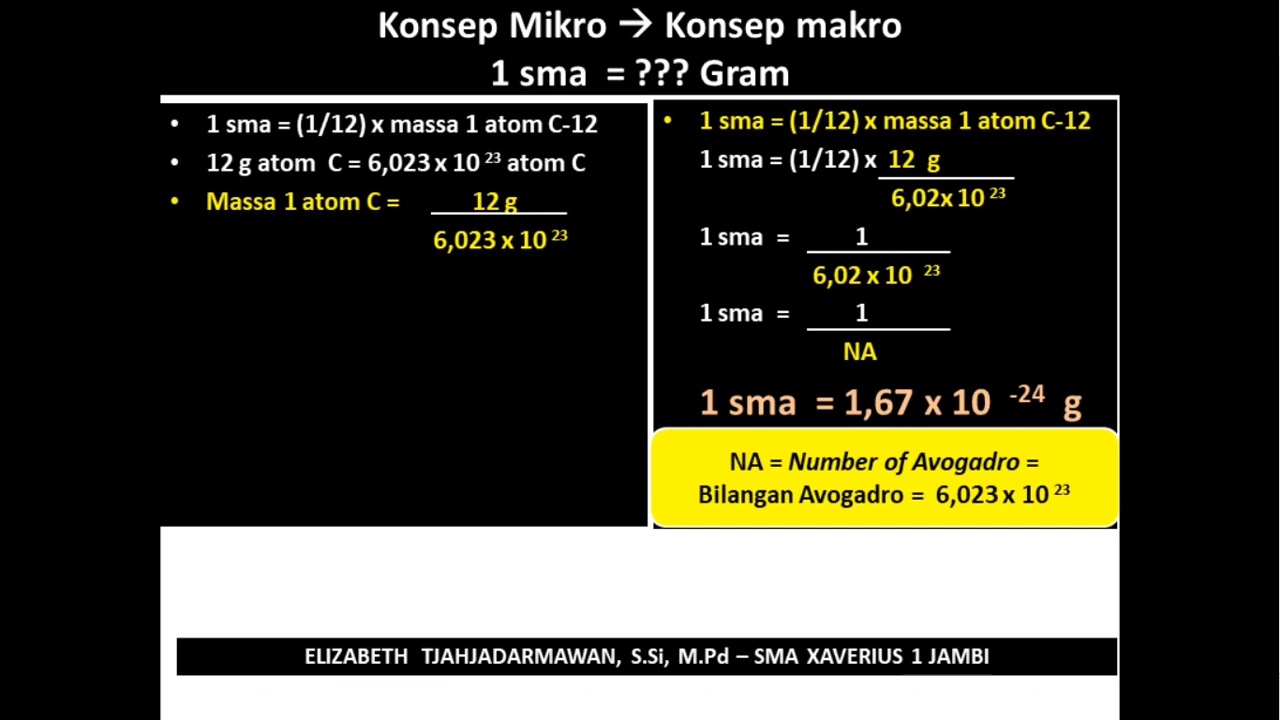 Konsep Mikro → Konsep makro
1 sma = ??? Gram
• 1 sma = (1/12) x massa 1 atom C-12
• 12 g atom C = 6,023 x 10 ²³ atom C
• Massa 1 atom C = 12 g
6,023 x 10 ²³
• 1 sma = (1/12) x massa 1 atom C-12
1 sma = (1/12) x 12 g
6,02x 10 ²³
1 sma = 1
6,02 x 10 ²³
1 sma = 1
NA
1 sma = 1,67 x 10 ⁻²⁴ g
NA = Number of Avogadro =
Bilangan Avogadro = 6,023 x 10 ²³
ELIZABETH TJAHJADARMAWAN, S.Si, M.Pd – SMA XAVERIUS 1 JAMBI